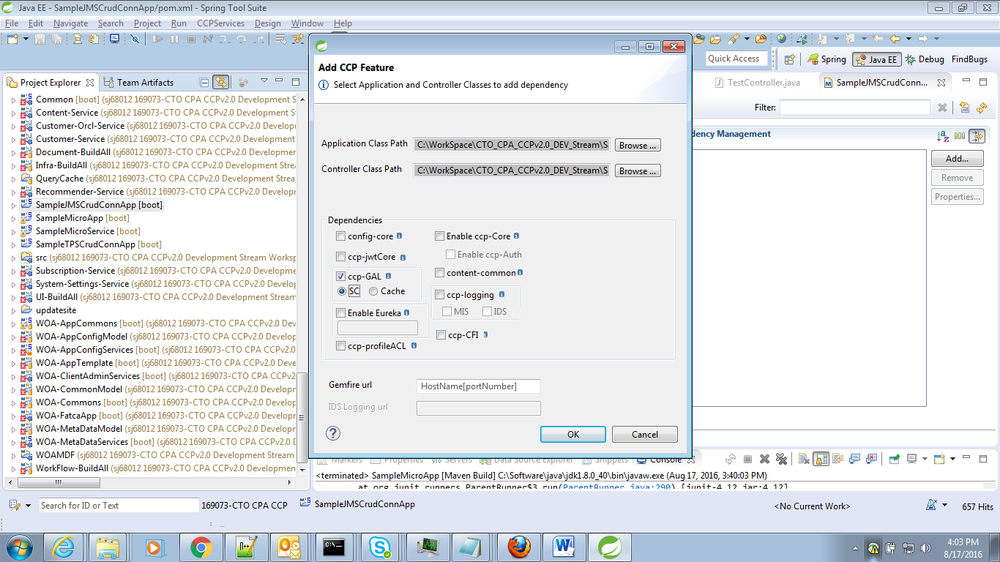 Java EE - SampleJMSCrudConnApp/pom.xml - Spring Tool Suite
File Edit Navigate Search Project Run CCPServices Design Window Help
Quick Access
Spring
Java EE
Debug
FindBugs
Project Explorer
Team Artifacts
Common [boot] (sj68012 169073-CTO CPA CCPv2.0 Development Stream
Content-Service (sj68012 169073-CTO CPA CCPv2.0 Development S
Customer-Orcl-Service (sj68012 169073-CTO CPA CCPv2.0 Develop
Customer-Service (sj68012 169073-CTO CPA CCPv2.0 Development
Document-BuildAll (sj68012 169073-CTO CPA CCPv2.0 Developmen
Infra-BuildAll (sj68012 169073-CTO CPA CCPv2.0 Development Strea
QueryCache (sj68012 169073-CTO CPA CCPv2.0 Development Stream
Recommender-Service (sj68012 169073-CTO CPA CCPv2.0 Developr
SampleJMSCrudConnApp [boot]
SampleMicroApp [boot]
SampleMicroService [boot]
SampleTPSCrudConnApp [boot]
src (sj68012 169073-CTO CPA CCPv2.0 Development Stream Worksp
Subscription-Service (sj68012 169073-CTO CPA CCPv2.0 Developme
System-Settings-Service (sj68012 169073-CTO CPA CCPv2.0 Develop
UI-BuildAll (sj68012 169073-CTO CPA CCPv2.0 Development Stream
updatesite
WOA-AppCommons [boot] (sj68012 169073-CTO CPA CCPv2.0 Dev
WOA-AppConfigModel (sj68012 169073-CTO CPA CCPv2.0 Develop
WOA-AppConfigServices [boot] (sj68012 169073-CTO CPA CCPv2.0
WOA-AppTemplate [boot] (sj68012 169073-CTO CPA CCPv2.0 Deve
WOA-ClientAdminServices [boot] (sj68012 169073-CTO CPA CCPv2.
WOA-CommonModel (sj68012 169073-CTO CPA CCPv2.0 Developm
WOA-Commons [boot] (sj68012 169073-CTO CPA CCPv2.0 Develop
WOA-FatcaApp [boot] (sj68012 169073-CTO CPA CCPv2.0 Develop
WOA-MetaDataModel (sj68012 169073-CTO CPA CCPv2.0 Developn
WOA-MetaDataServices [boot] (sj68012 169073-CTO CPA CCPv2.0 D
WOAMDF (sj68012 169073-CTO CPA CCPv2.0 Development Stream
WorkFlow-BuildAll (sj68012 169073-CTO CPA CCPv2.0 Developmen
Add CCP Feature
Select Application and Controller Classes to add dependency
Application Class Path
C:\WorkSpace\CTO_CPA_CCPv2.0_DEV_Stream\S
Browse ...
Controller Class Path
C:\WorkSpace\CTO_CPA_CCPv2.0_DEV_Stream\S
Browse ...
Dependencies
config-core
Enable ccp-Core
Enable ccp-Auth
ccp-jwtCore
content-common
ccp-GAL
SC
Cache
ccp-logging
MIS
IDS
Enable Eureka
ccp-CFI
ccp-profileACL
Gemfire url
HostName[portNumber]
IDS Logging url
OK
Cancel
TestController.java
SampleJMSCrudConn...
Filter:
dency Management
Add...
Remove
Properties...
Markers
Properties
Servers
Data Source Explorer
Snippets
Console
<terminated> SampleMicroApp [Maven Build] C:\Software\java\jdk1.8.0_40\bin\javaw.exe (Aug 17, 2016, 3:40:03 PM)
at org.junit.runners.ParentRunner$3.run(ParentRunner.java:290) [junit-4.12.jar:4.12]
Search for ID or Text
169073-CTO CPA CCP
SampleJMSCrudConnApp
<No Current Work>
657 Hits
4:03 PM
8/17/2016